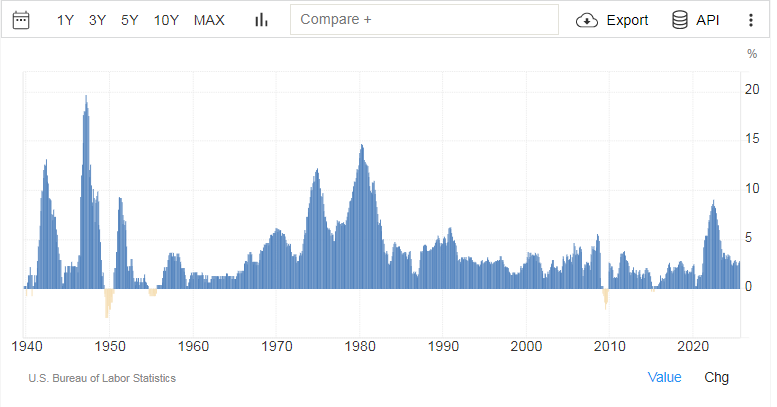 1Y 3Y 5Y 10Y MAX Compare + Export API
%
20
15
10
5
0
1940 1950 1960 1970 1980 1990 2000 2010 2020
U.S. Bureau of Labor Statistics Value Chg